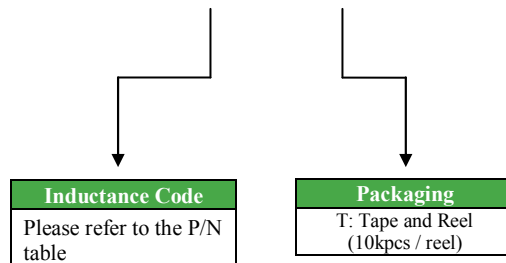 Inductance Code
Please refer to the P/N
table
Packaging
T: Tape and Reel
(10kpcs / reel)